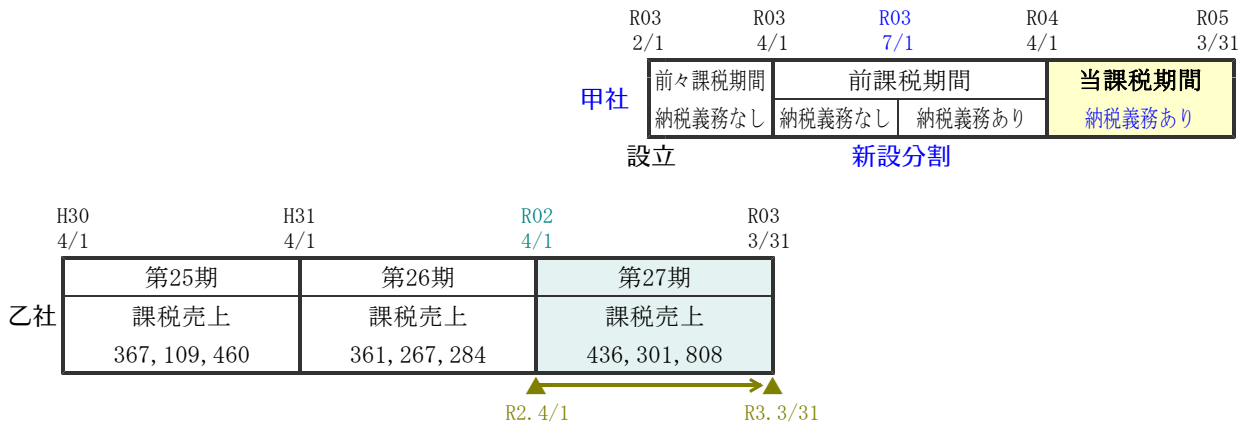 R03 R03 R03 R04 R05
2/1 4/1 7/1 4/1 3/31
甲社
前々課税期間 前課税期間 当課税期間
納税義務なし 納税義務なし 納税義務あり 納税義務あり
設立 新設分割
H30 H31 R02 R03
4/1 4/1 4/1 3/31
乙社
第25期 第26期 第27期
課税売上 課税売上 課税売上
367,109,460 361,267,284 436,301,808
R2.4/1 R3.3/31